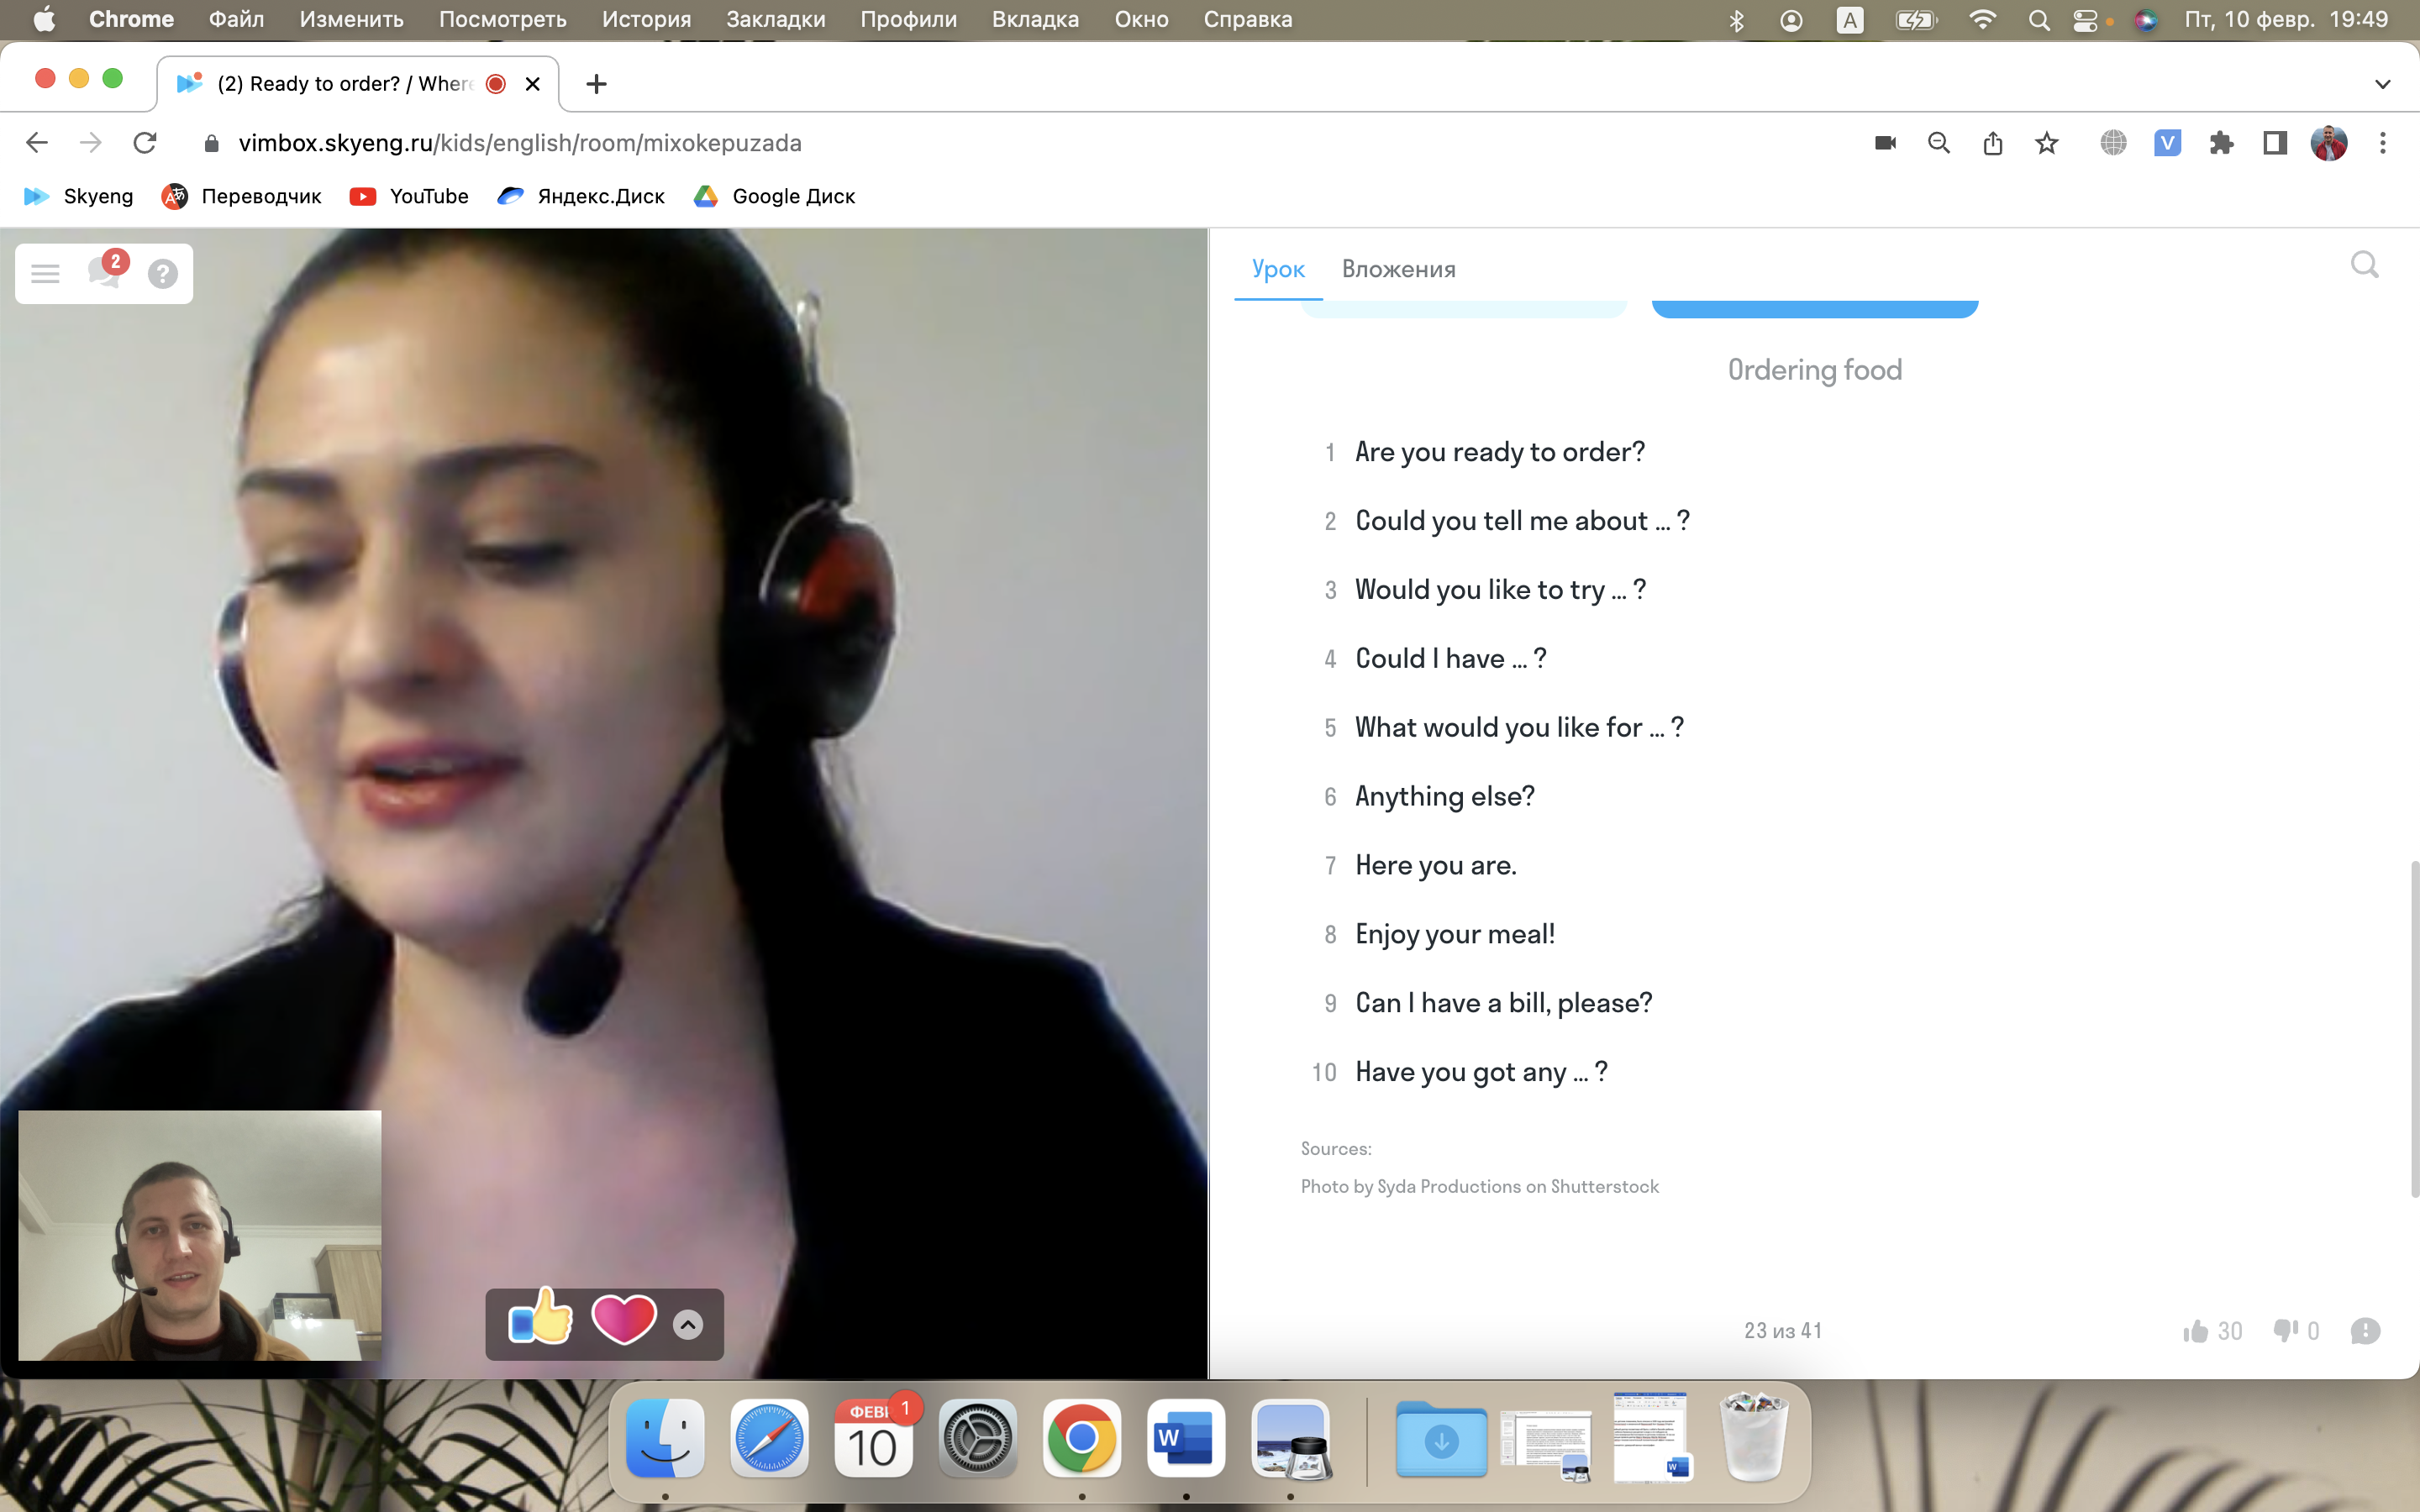 Chrome Файл Изменить Посмотреть История Закладки Профили Вкладка Окно Справка A Пт, 10 февр. 19:49
(2) Ready to order? / Where
vimbox.skyeng.ru/kids/english/room/mixokepuzada V
Skyeng Переводчик YouTube Яндекс.Диск Google Диск
2 ?
Урок Вложения
Ordering food
1 Are you ready to order?
2 Could you tell me about ... ?
3 Would you like to try ... ?
4 Could I have ... ?
5 What would you like for ... ?
6 Anything else?
7 Here you are.
8 Enjoy your meal!
9 Can I have a bill, please?
10 Have you got any ... ?
Sources:
Photo by Syda Productions on Shutterstock
23 из 41 30 0
ФЕВ 1
10 W